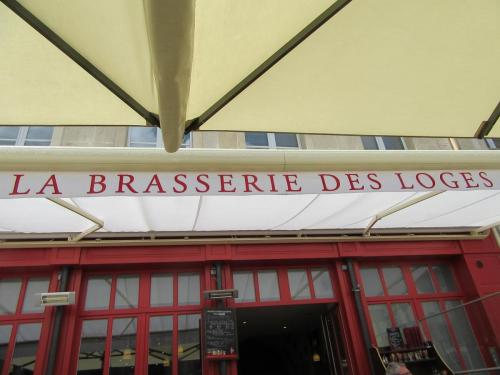 LA BRASSERIE DES LOGES